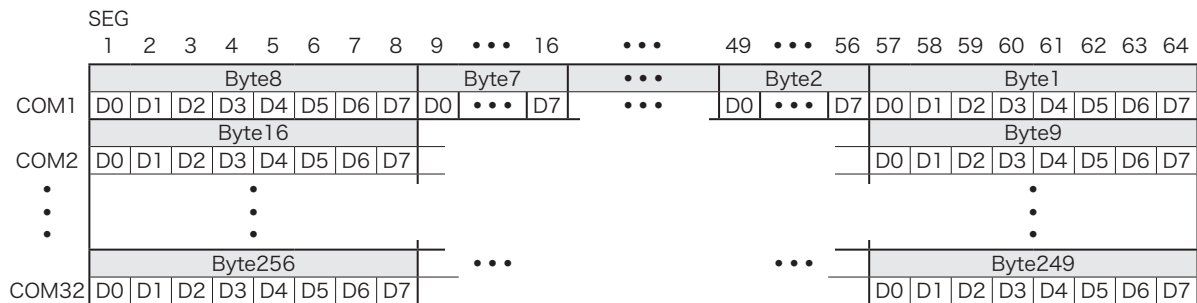 SEG
1 2 3 4 5 6 7 8 9 ••• 16 ••• 49 ••• 56 57 58 59 60 61 62 63 64
Byte8 Byte7 ••• Byte2 Byte1
COM1 D0 D1 D2 D3 D4 D5 D6 D7 D0 ••• D7 ••• D0 ••• D7 D0 D1 D2 D3 D4 D5 D6 D7
Byte16 Byte9
COM2 D0 D1 D2 D3 D4 D5 D6 D7 D0 D1 D2 D3 D4 D5 D6 D7
• • •
• • •
• • •
Byte256 ••• ••• Byte249
COM32 D0 D1 D2 D3 D4 D5 D6 D7 D0 D1 D2 D3 D4 D5 D6 D7